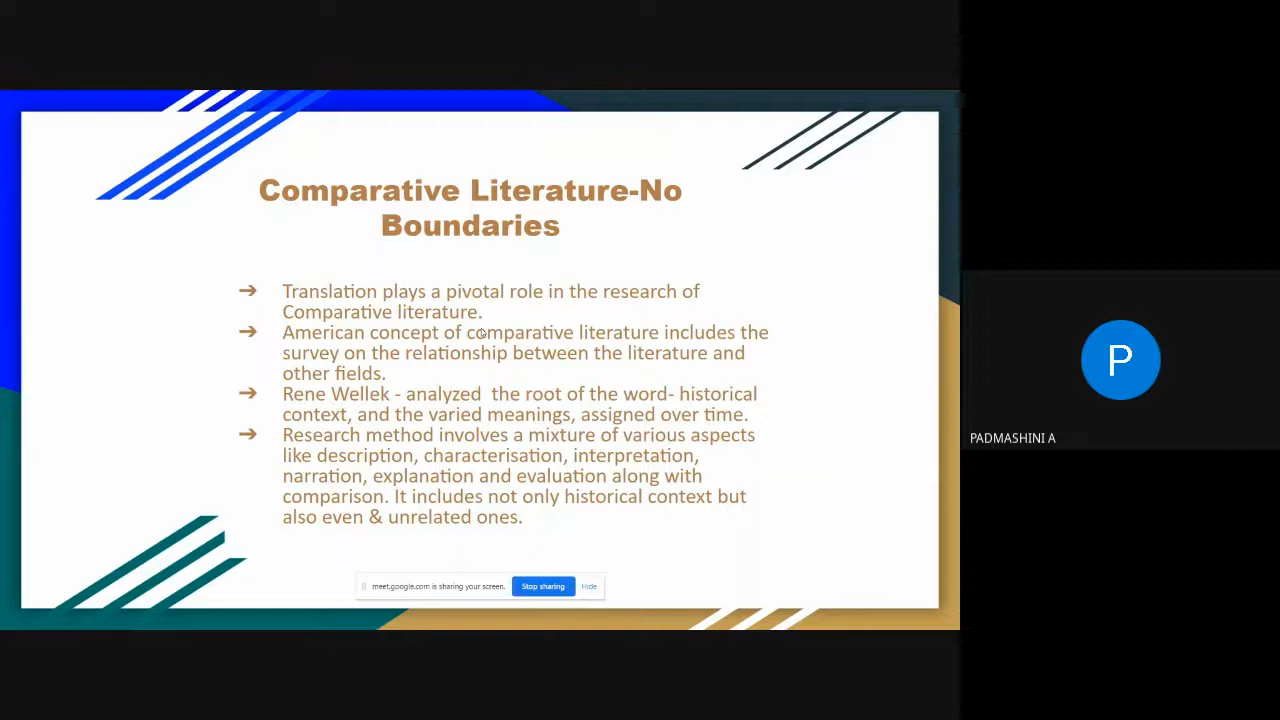 Comparative Literature-No
Boundaries
➔ Translation plays a pivotal role in the research of
Comparative literature.
➔ American concept of comparative literature includes the
survey on the relationship between the literature and
other fields.
➔ Rene Wellek - analyzed  the root of the word- historical
context, and the varied meanings, assigned over time.
➔ Research method involves a mixture of various aspects
like description, characterisation, interpretation,
narration, explanation and evaluation along with
comparison. It includes not only historical context but
also even & unrelated ones.
meet.google.com is sharing your screen. Stop sharing Hide
P
PADMASHINI A